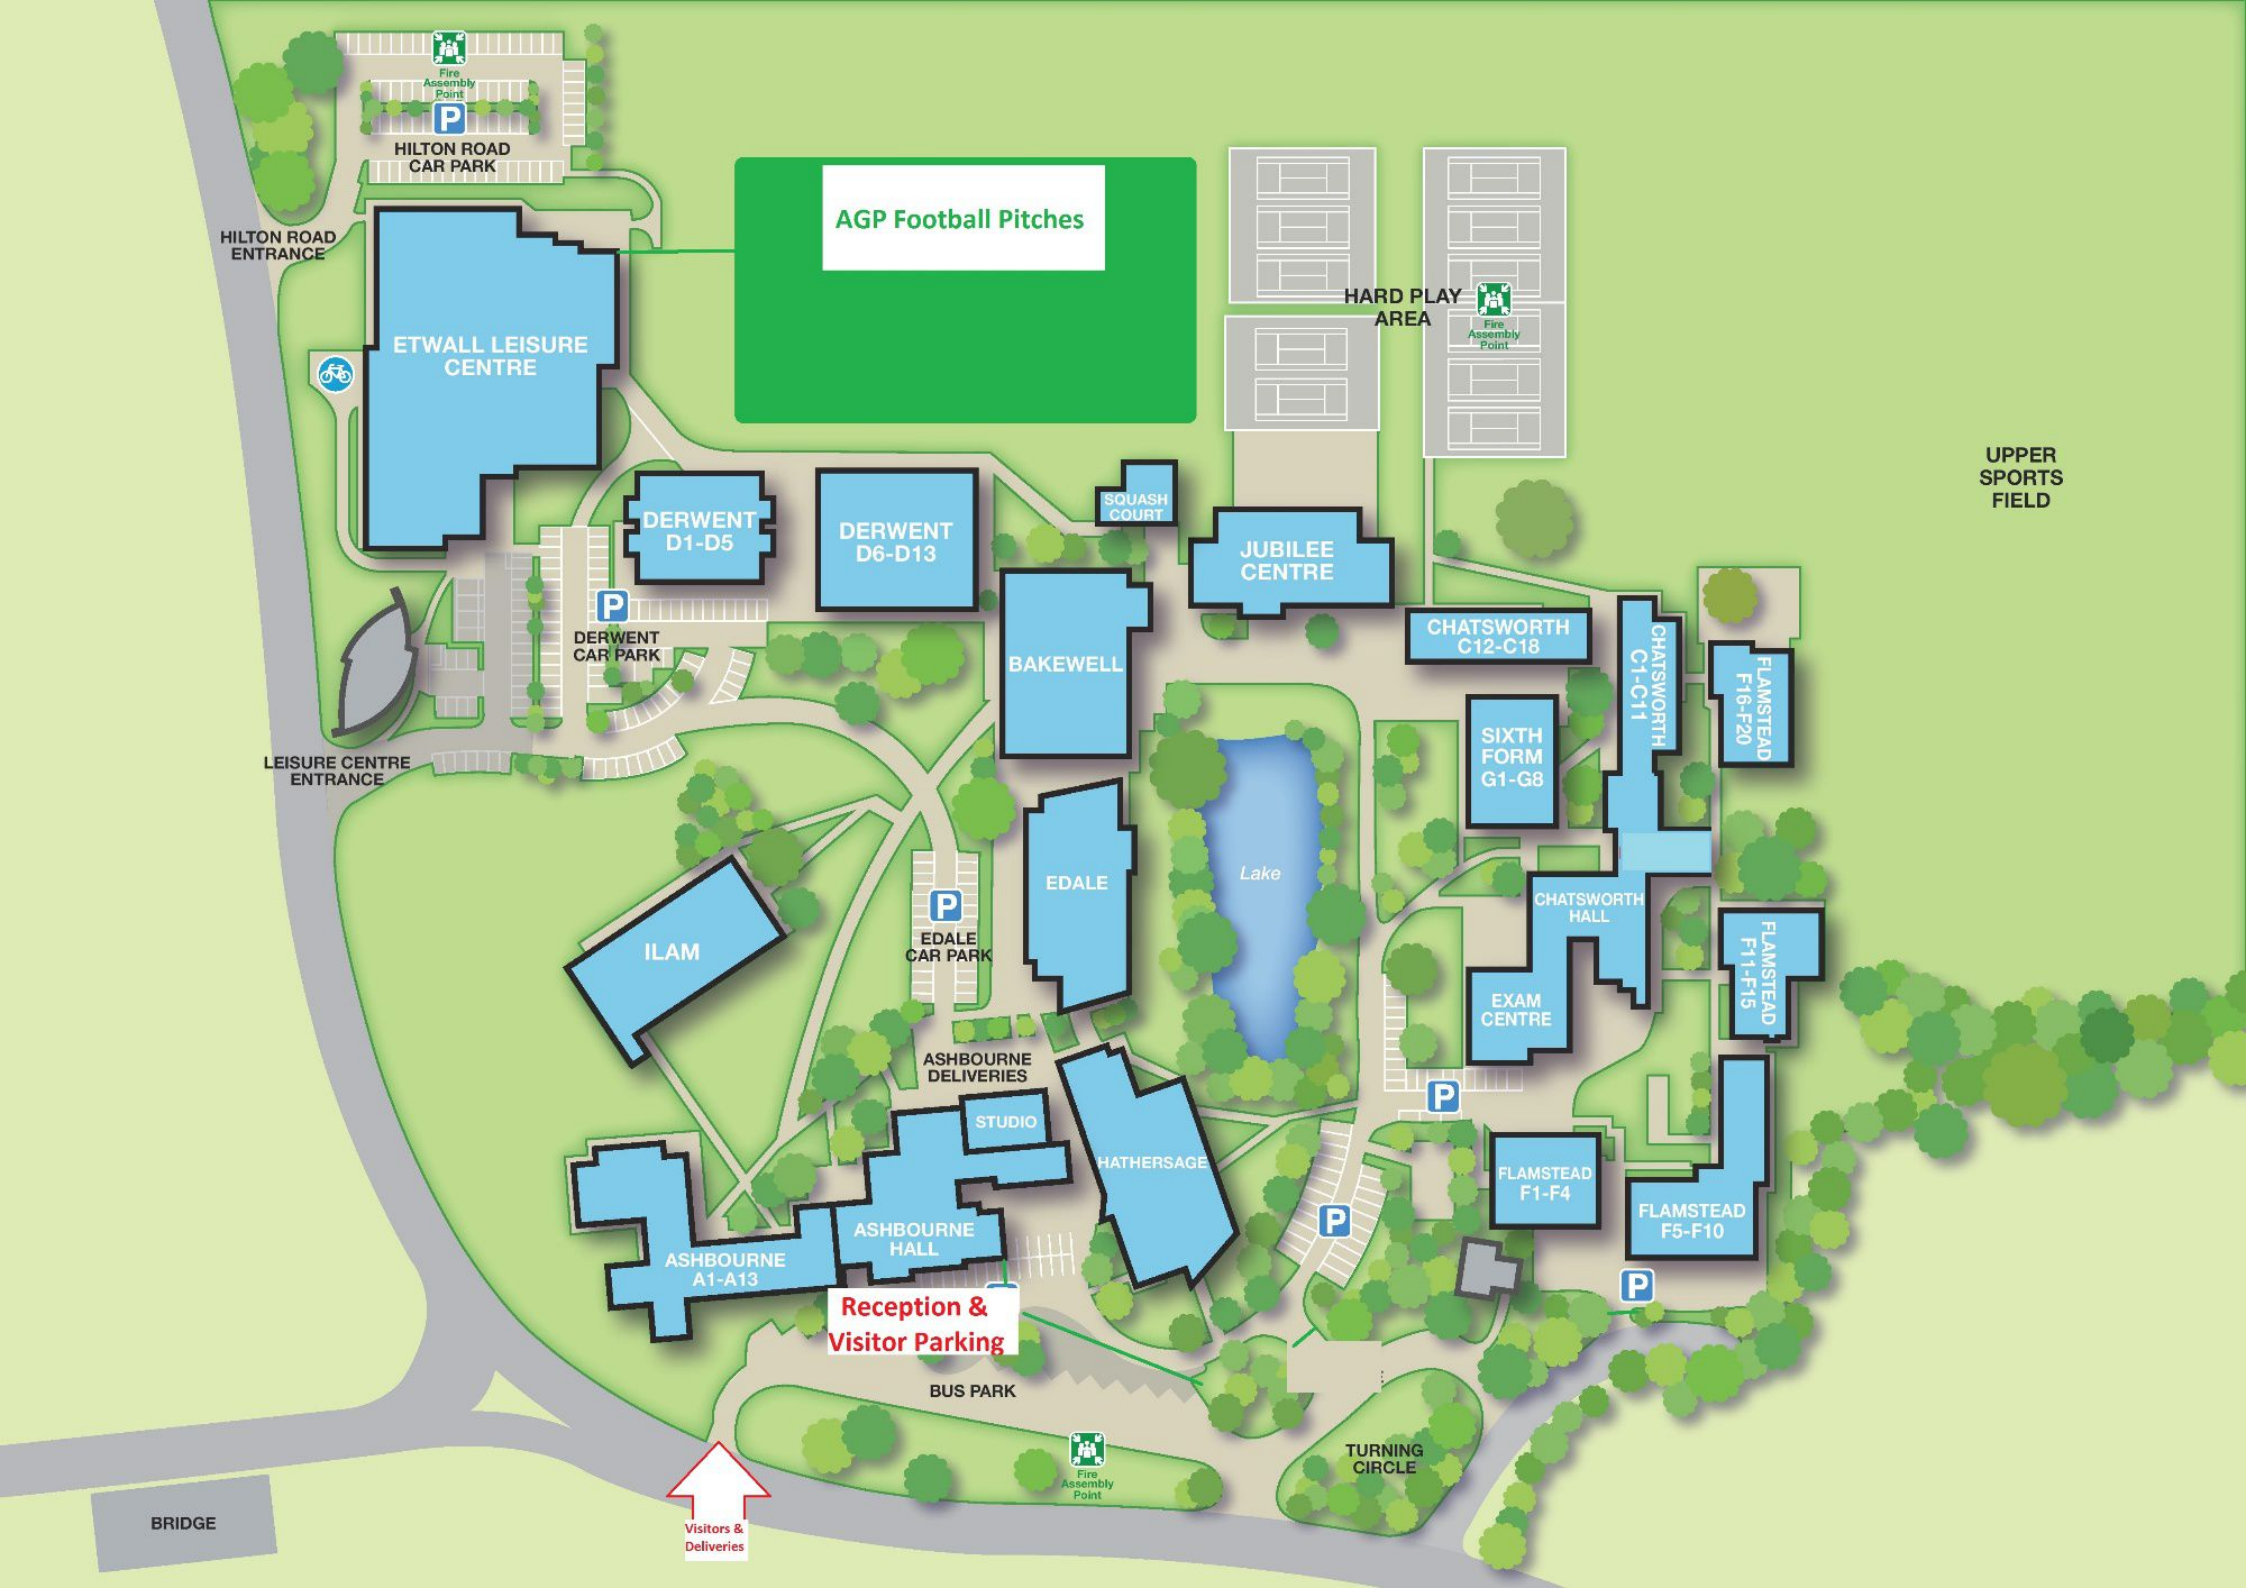 Fire
Assembly
Point
P
HILTON ROAD
CAR PARK
AGP Football Pitches
HILTON ROAD
ENTRANCE
HARD PLAY
AREA
Fire
Assembly
Point
ETWALL LEISURE
CENTRE
UPPER
SPORTS
FIELD
SQUASH
COURT
DERWENT
D1-D5
DERWENT
D6-D13
JUBILEE
CENTRE
P
DERWENT
CAR PARK
BAKEWELL
CHATSWORTH
C12-C18
CHATSWORTH
C1-C11
FLAMSTEAD
F16-F20
SIXTH
FORM
G1-G8
LEISURE CENTRE
ENTRANCE
EDALE
Lake
P
EDALE
CAR PARK
ILAM
CHATSWORTH
HALL
FLAMSTEAD
F11-F15
EXAM
CENTRE
ASHBOURNE
DELIVERIES
P
STUDIO
HATHERSAGE
FLAMSTEAD
F1-F4
P
FLAMSTEAD
F5-F10
ASHBOURNE
HALL
ASHBOURNE
A1-A13
P
Reception &
Visitor Parking
BUS PARK
TURNING
CIRCLE
Fire
Assembly
Point
BRIDGE
Visitors &
Deliveries